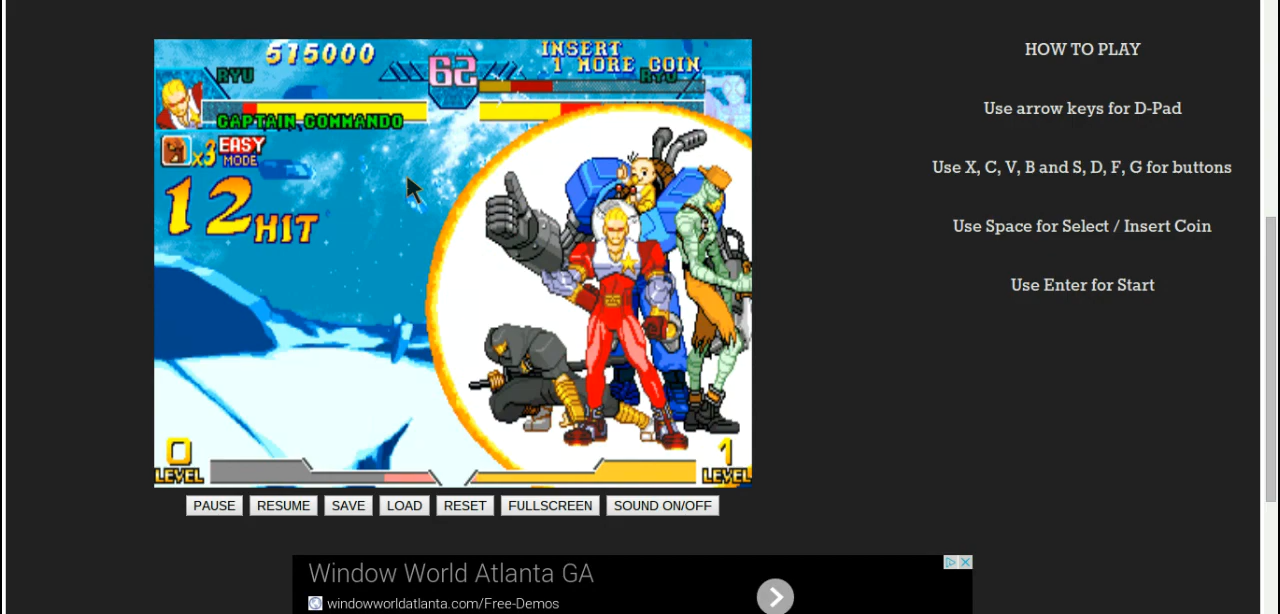 515000
INSERT
1 MORE COIN
RYU
62
RYU
CAPTAIN COMMANDO
x3 EASY
MODE
12 HIT
0
LEVEL
1
LEVEL
PAUSE
RESUME
SAVE
LOAD
RESET
FULLSCREEN
SOUND ON/OFF
HOW TO PLAY
Use arrow keys for D-Pad
Use X, C, V, B and S, D, F, G for buttons
Use Space for Select / Insert Coin
Use Enter for Start
Window World Atlanta GA
windowworldatlanta.com/Free-Demos